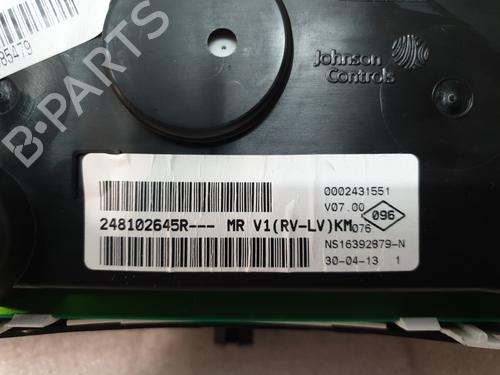 95479
Johnson
Controls
B-PARTS
0002431551
V07.00
096
248102645R--- MR V1(RV-LV)KM
076
NS16392879-N
30-04-13 1